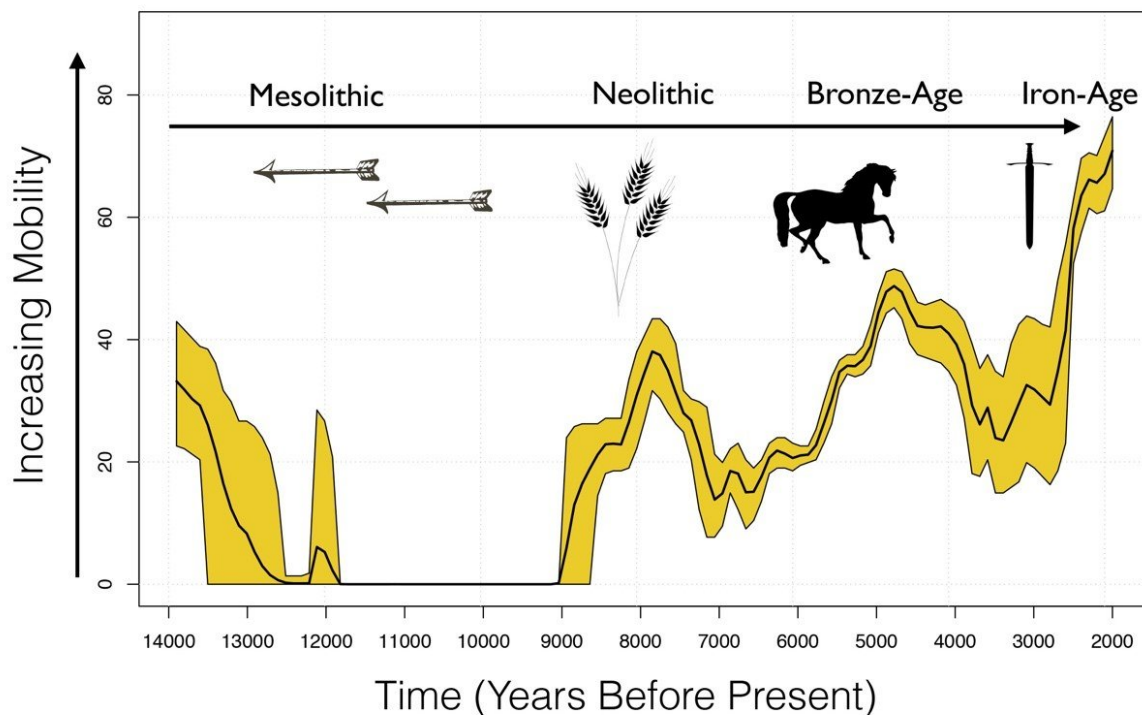 Mesolithic
Neolithic
Bronze-Age
Iron-Age
Increasing Mobility
80
60
40
20
0
14000 13000 12000 11000 10000 9000 8000 7000 6000 5000 4000 3000 2000
Time (Years Before Present)